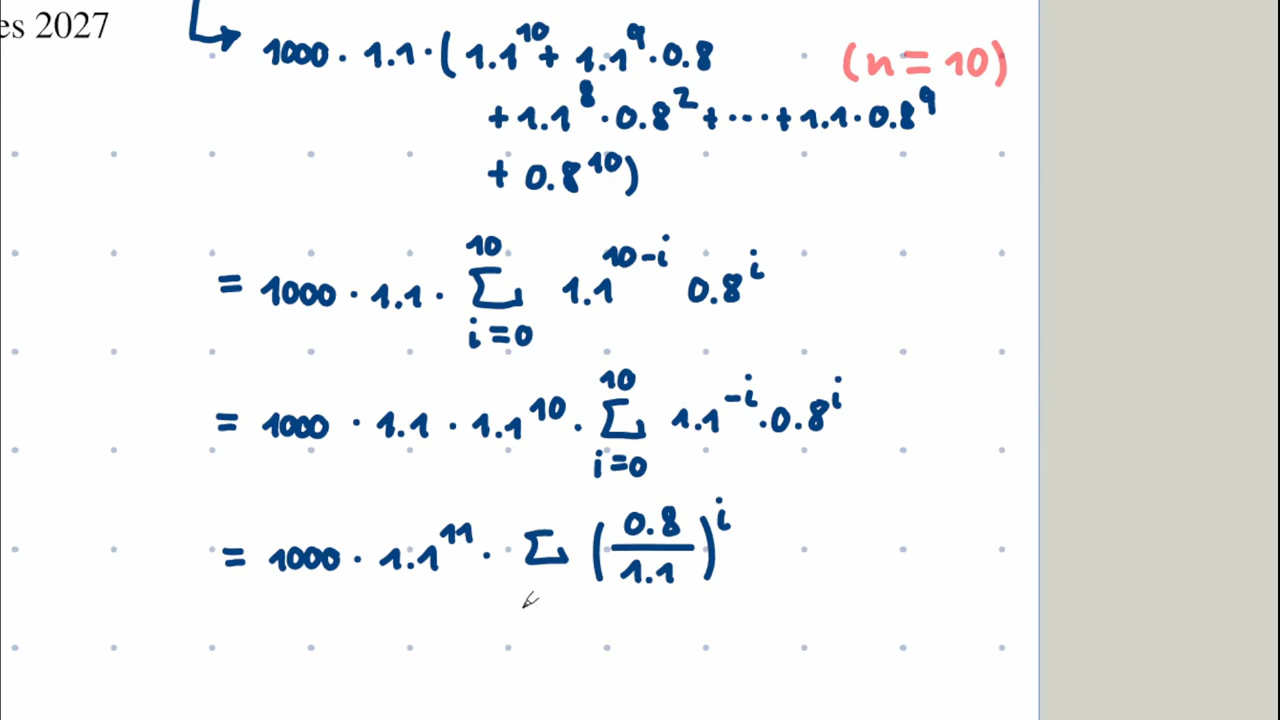 es 2027
1000 · 1.1 · ( 1.1^10 + 1.1^9 · 0.8
(n = 10)
+ 1.1^8 · 0.8^2 + ··· + 1.1 · 0.8^9
+ 0.8^10)
= 1000 · 1.1 · ∑_{i=0}^{10} 1.1^{10-i} 0.8^i
= 1000 · 1.1 · 1.1^10 · ∑_{i=0}^{10} 1.1^{-i} · 0.8^i
= 1000 · 1.1^11 · ∑ (0.8/1.1)^i